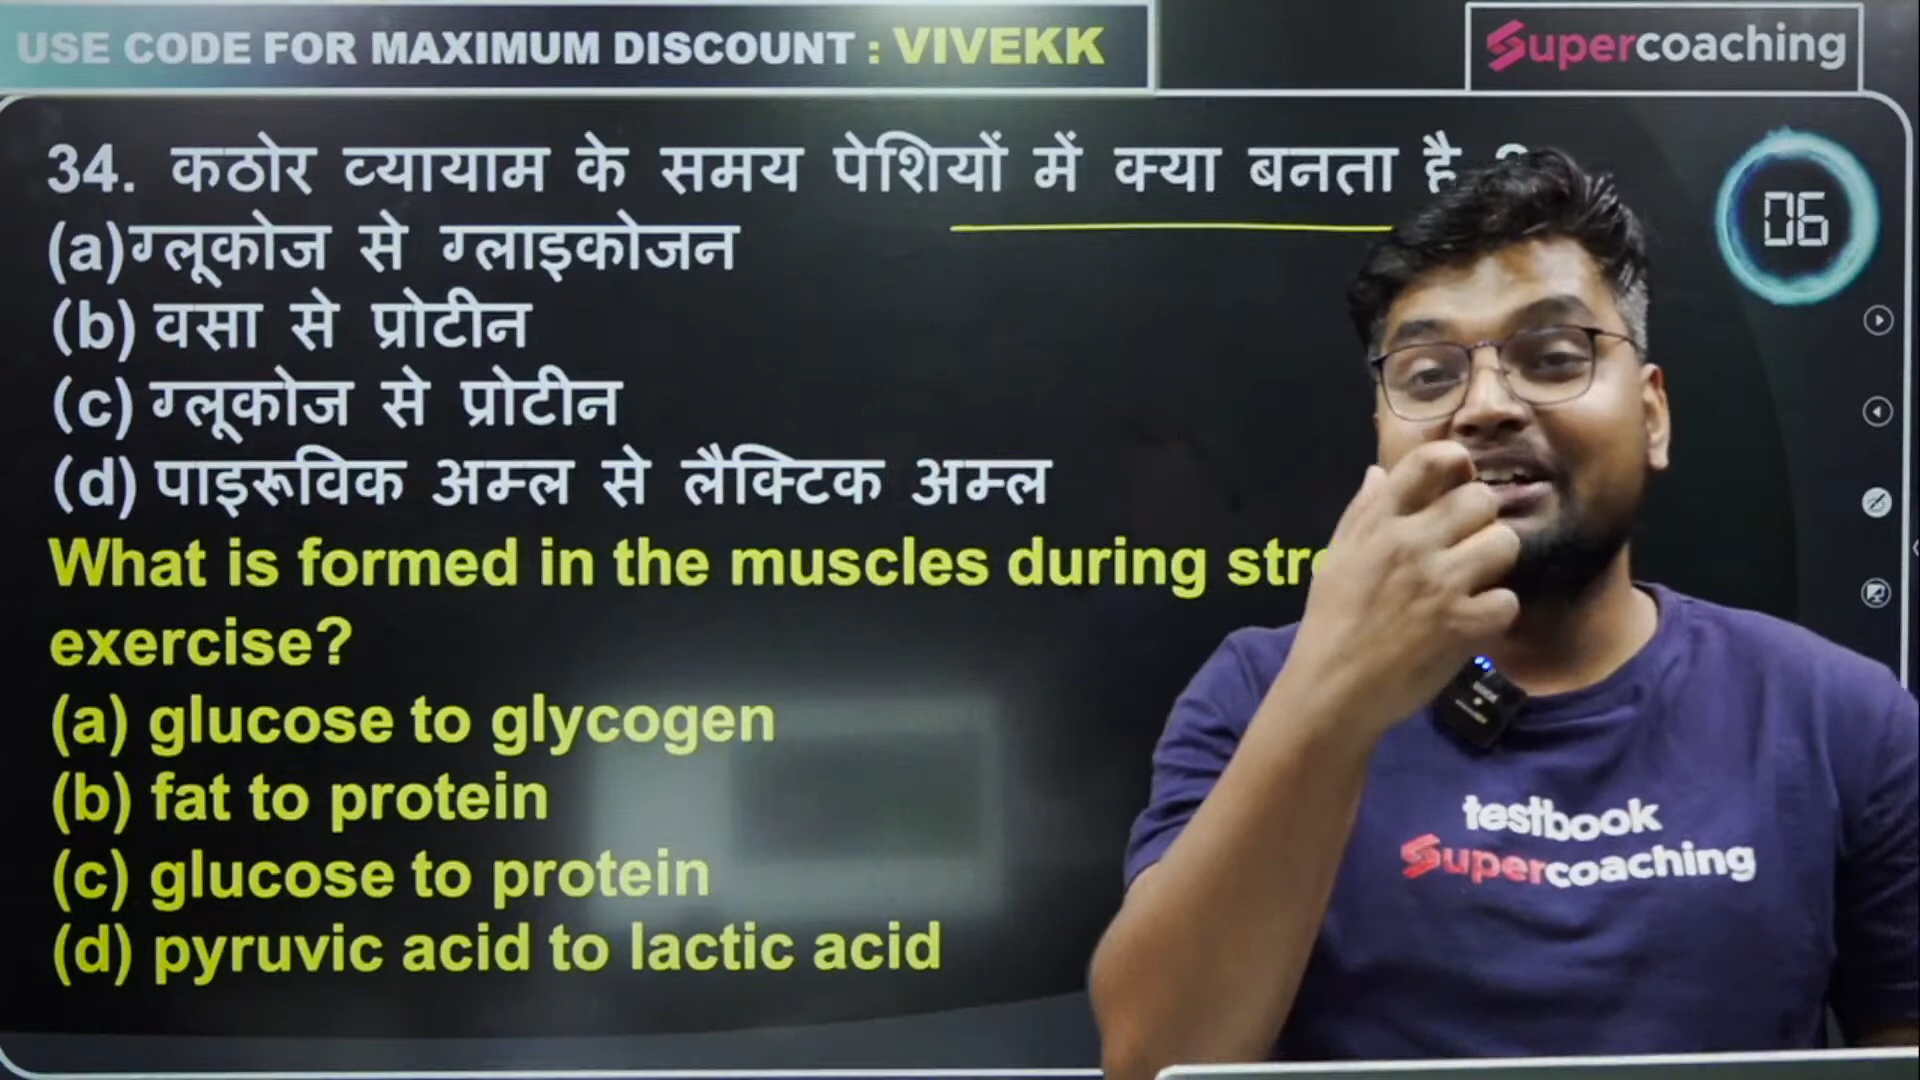 USE CODE FOR MAXIMUM DISCOUNT : VIVEKK
Supercoaching
34. कठोर व्यायाम के समय पेशियों में क्या बनता है ?
06
(a)ग्लूकोज से ग्लाइकोजन
(b) वसा से प्रोटीन
(c) ग्लूकोज से प्रोटीन
(d) पाइरूविक अम्ल से लैक्टिक अम्ल
What is formed in the muscles during
exercise?
(a) glucose to glycogen
(b) fat to protein
(c) glucose to protein
(d) pyruvic acid to lactic acid
testbook
Supercoaching